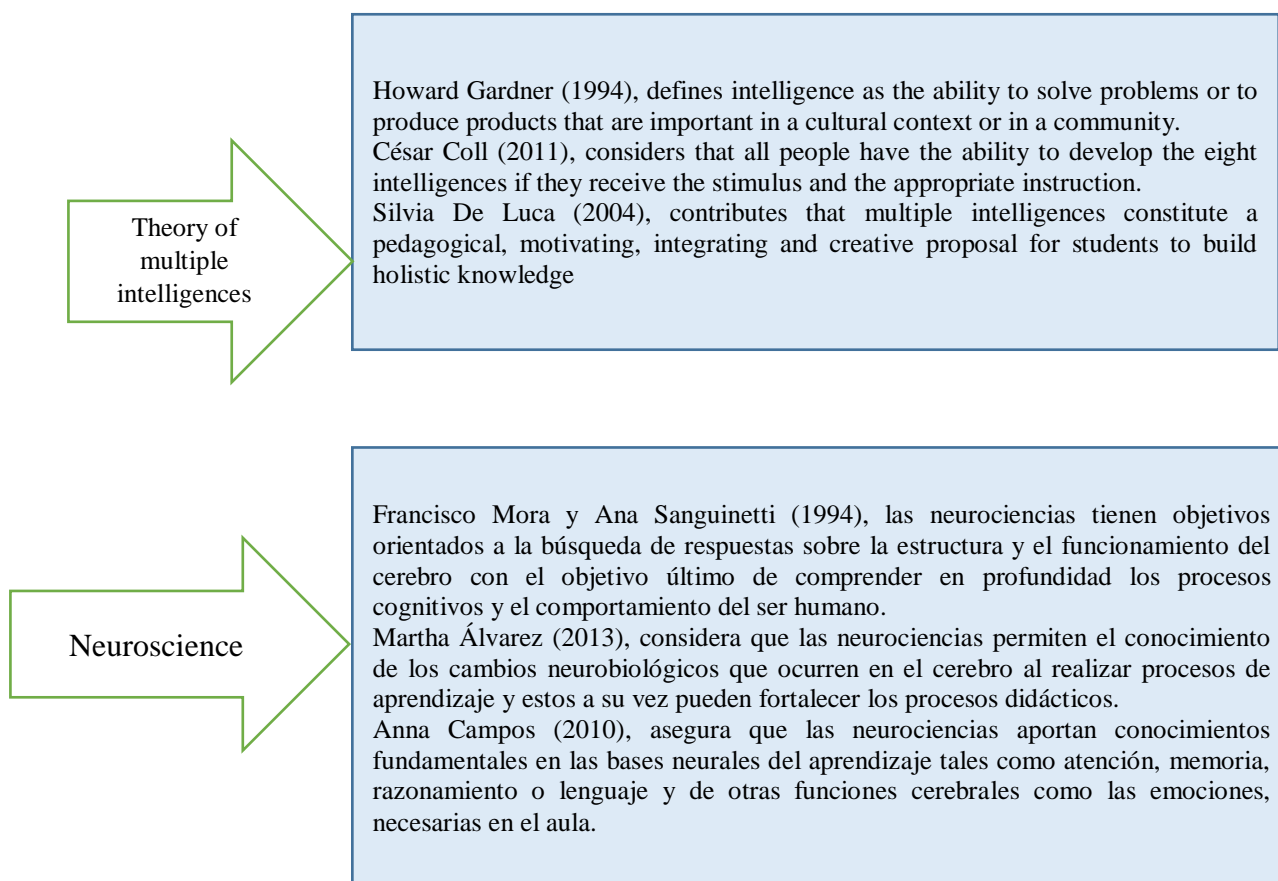 Theory of
multiple
intelligences
Howard Gardner (1994), defines intelligence as the ability to solve problems or to
produce products that are important in a cultural context or in a community.
César Coll (2011), considers that all people have the ability to develop the eight
intelligences if they receive the stimulus and the appropriate instruction.
Silvia De Luca (2004), contributes that multiple intelligences constitute a
pedagogical, motivating, integrating and creative proposal for students to build
holistic knowledge
Neuroscience
Francisco Mora y Ana Sanguinetti (1994), las neurociencias tienen objetivos
orientados a la búsqueda de respuestas sobre la estructura y el funcionamiento del
cerebro con el objetivo último de comprender en profundidad los procesos
cognitivos y el comportamiento del ser humano.
Martha Álvarez (2013), considera que las neurociencias permiten el conocimiento
de los cambios neurobiológicos que ocurren en el cerebro al realizar procesos de
aprendizaje y estos a su vez pueden fortalecer los procesos didácticos.
Anna Campos (2010), asegura que las neurociencias aportan conocimientos
fundamentales en las bases neurales del aprendizaje tales como atención, memoria,
razonamiento o lenguaje y de otras funciones cerebrales como las emociones,
necesarias en el aula.